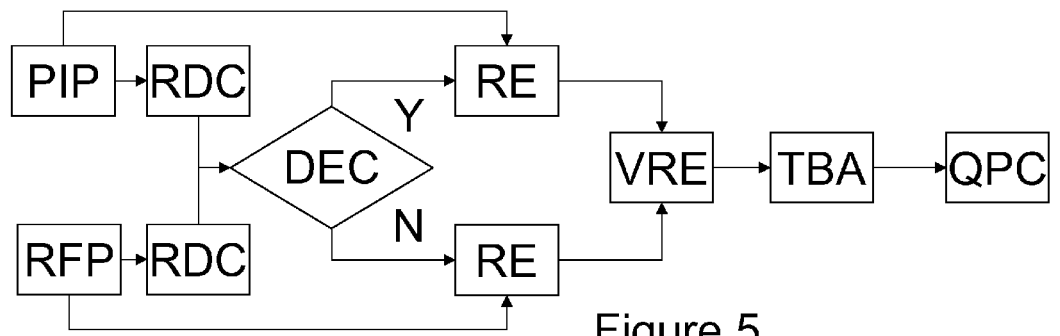 PIP RDC RE
Y
DEC VRE TBA QPC
N
RFP RDC RE
Figure 5